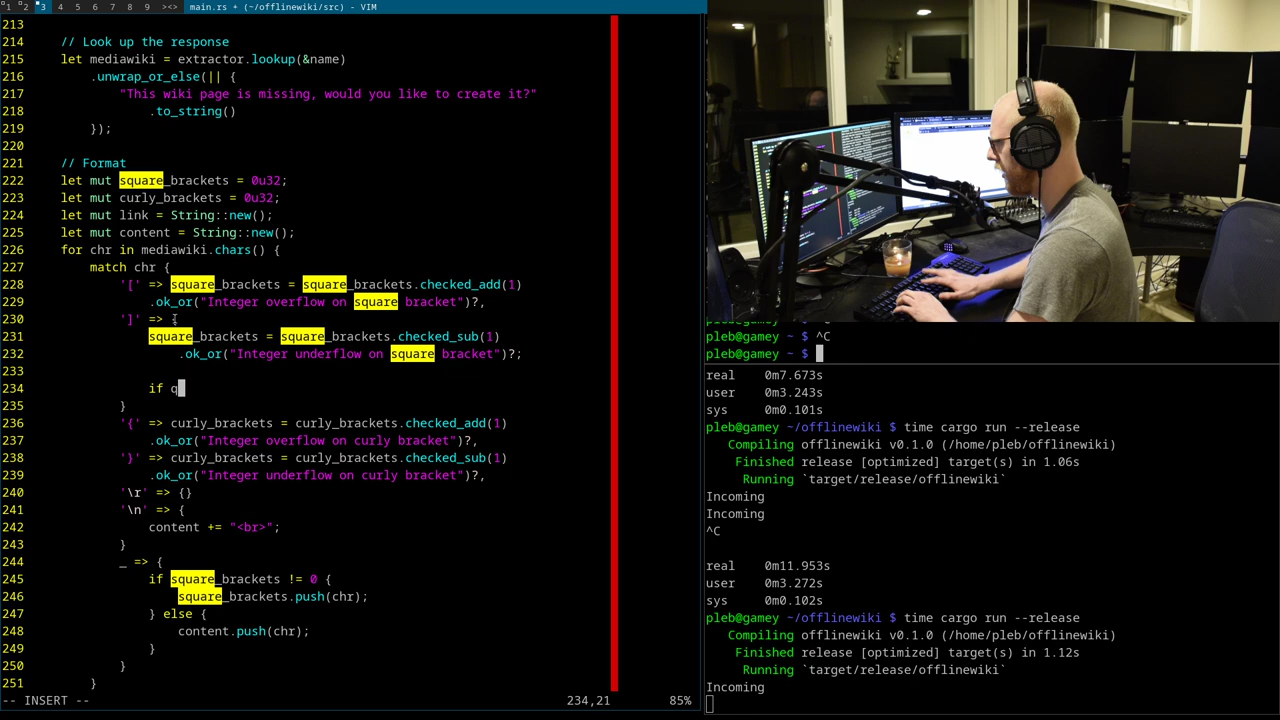 1 2 3 4 5 6 7 8 9 ><> main.rs + (~/offlinewiki/src) - VIM
213
214 // Look up the response
215 let mediawiki = extractor.lookup(&name)
216 .unwrap_or_else(|| {
217 "This wiki page is missing, would you like to create it?"
218 .to_string()
219 });
220
221 // Format
222 let mut square_brackets = 0u32;
223 let mut curly_brackets = 0u32;
224 let mut link = String::new();
225 let mut content = String::new();
226 for chr in mediawiki.chars() {
227 match chr {
228 '[' => square_brackets = square_brackets.checked_add(1)
229 .ok_or("Integer overflow on square bracket")?,
230 ']' => {
231 square_brackets = square_brackets.checked_sub(1)
232 .ok_or("Integer underflow on square bracket")?;
233
234 if q
235 }
236 '{' => curly_brackets = curly_brackets.checked_add(1)
237 .ok_or("Integer overflow on curly bracket")?,
238 '}' => curly_brackets = curly_brackets.checked_sub(1)
239 .ok_or("Integer underflow on curly bracket")?,
240 '\r' => {}
241 '\n' => {
242 content += "<br>";
243 }
244 _ => {
245 if square_brackets != 0 {
246 square_brackets.push(chr);
247 } else {
248 content.push(chr);
249 }
250 }
251 }
-- INSERT -- 234,21 85%
pleb@gamey ~ $ ^C
pleb@gamey ~ $
real 0m7.673s
user 0m3.243s
sys 0m0.101s
pleb@gamey ~/offlinewiki $ time cargo run --release
Compiling offlinewiki v0.1.0 (/home/pleb/offlinewiki)
Finished release [optimized] target(s) in 1.06s
Running `target/release/offlinewiki`
Incoming
Incoming
^C
real 0m11.953s
user 0m3.272s
sys 0m0.102s
pleb@gamey ~/offlinewiki $ time cargo run --release
Compiling offlinewiki v0.1.0 (/home/pleb/offlinewiki)
Finished release [optimized] target(s) in 1.12s
Running `target/release/offlinewiki`
Incoming